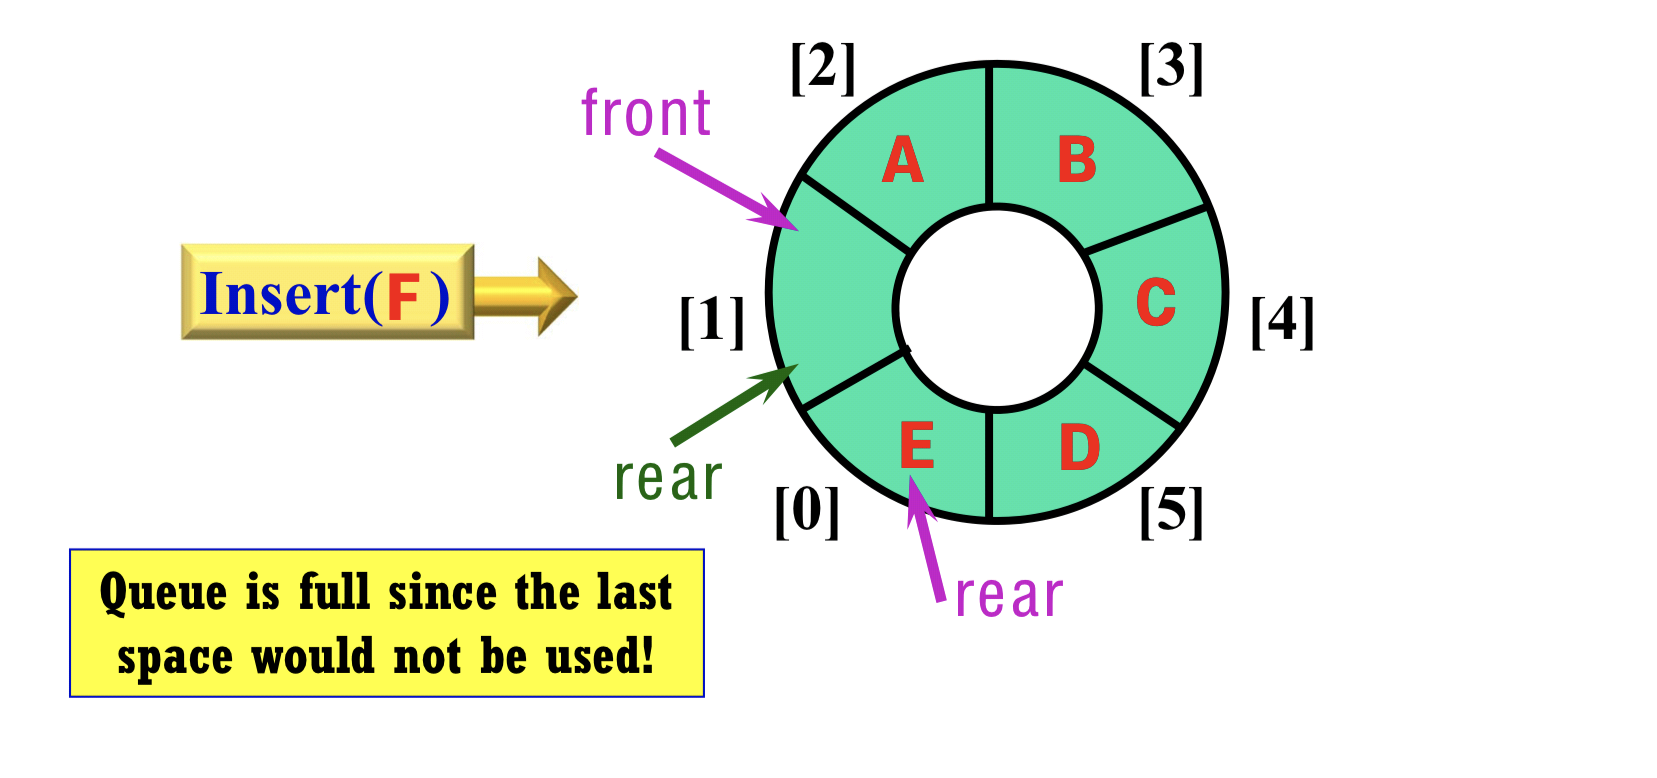 [2]
[3]
front
A
B
Insert(F)
[1]
C
[4]
rear
E
D
[0]
[5]
rear
Queue is full since the last
space would not be used!